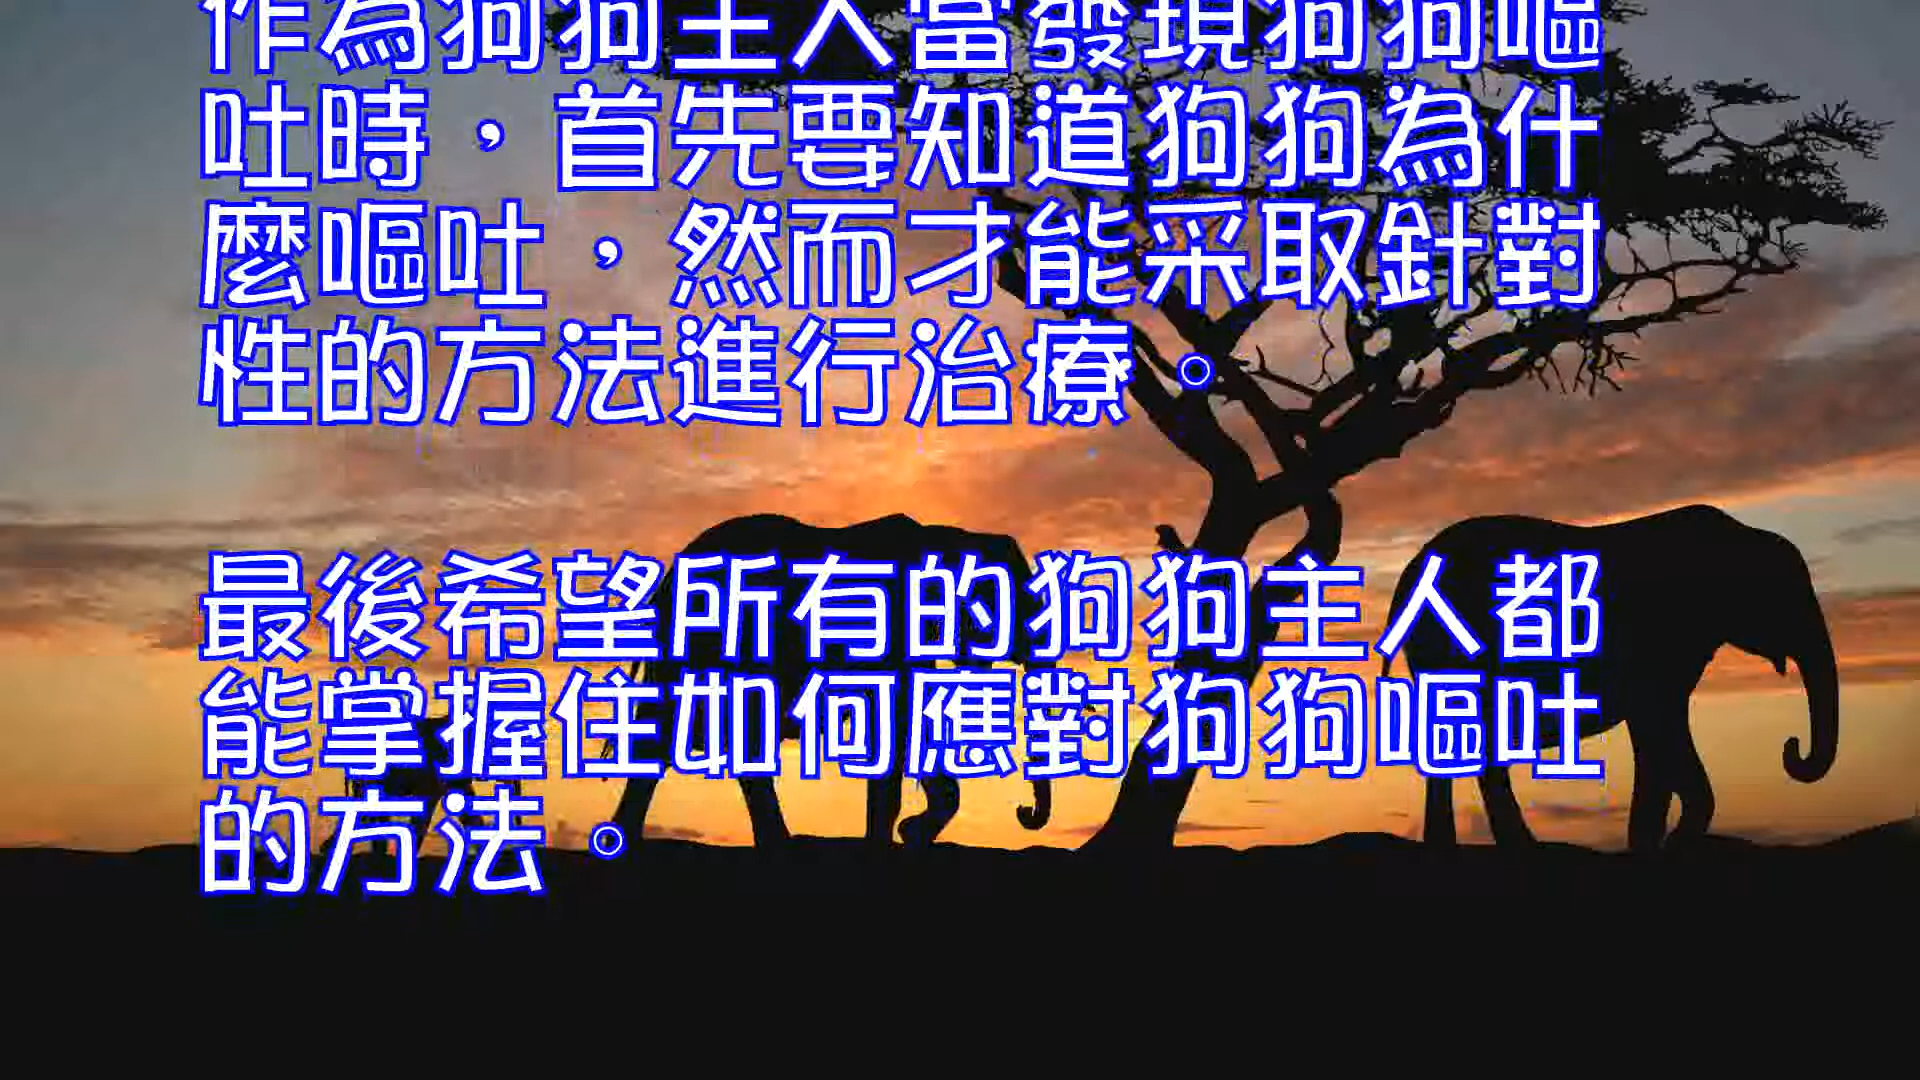 作為狗狗主人當發現狗狗嘔
吐時，首先要知道狗狗為什
麼嘔吐，然而才能采取針對
性的方法進行治療。
最後希望所有的狗狗主人都
能掌握住如何應對狗狗嘔吐
的方法。